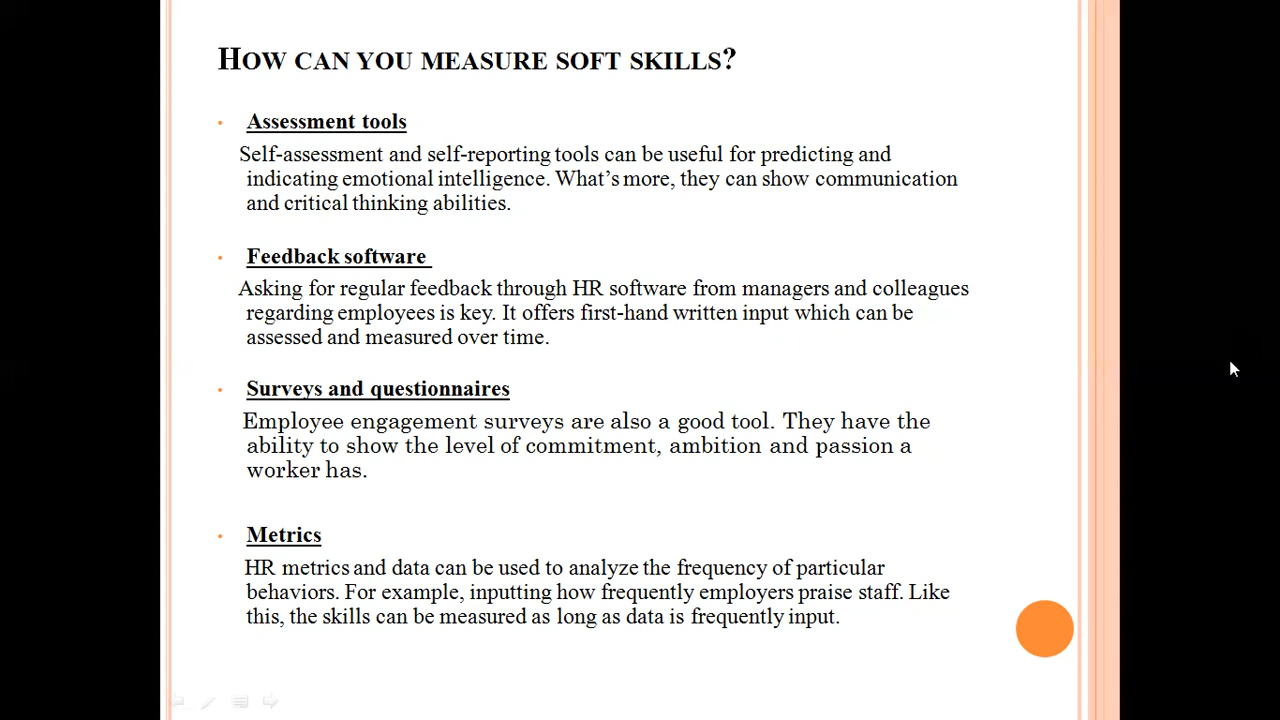 HOW CAN YOU MEASURE SOFT SKILLS?
• Assessment tools
Self-assessment and self-reporting tools can be useful for predicting and
indicating emotional intelligence. What’s more, they can show communication
and critical thinking abilities.
• Feedback software
Asking for regular feedback through HR software from managers and colleagues
regarding employees is key. It offers first-hand written input which can be
assessed and measured over time.
• Surveys and questionnaires
Employee engagement surveys are also a good tool. They have the
ability to show the level of commitment, ambition and passion a
worker has.
• Metrics
HR metrics and data can be used to analyze the frequency of particular
behaviors. For example, inputting how frequently employers praise staff. Like
this, the skills can be measured as long as data is frequently input.